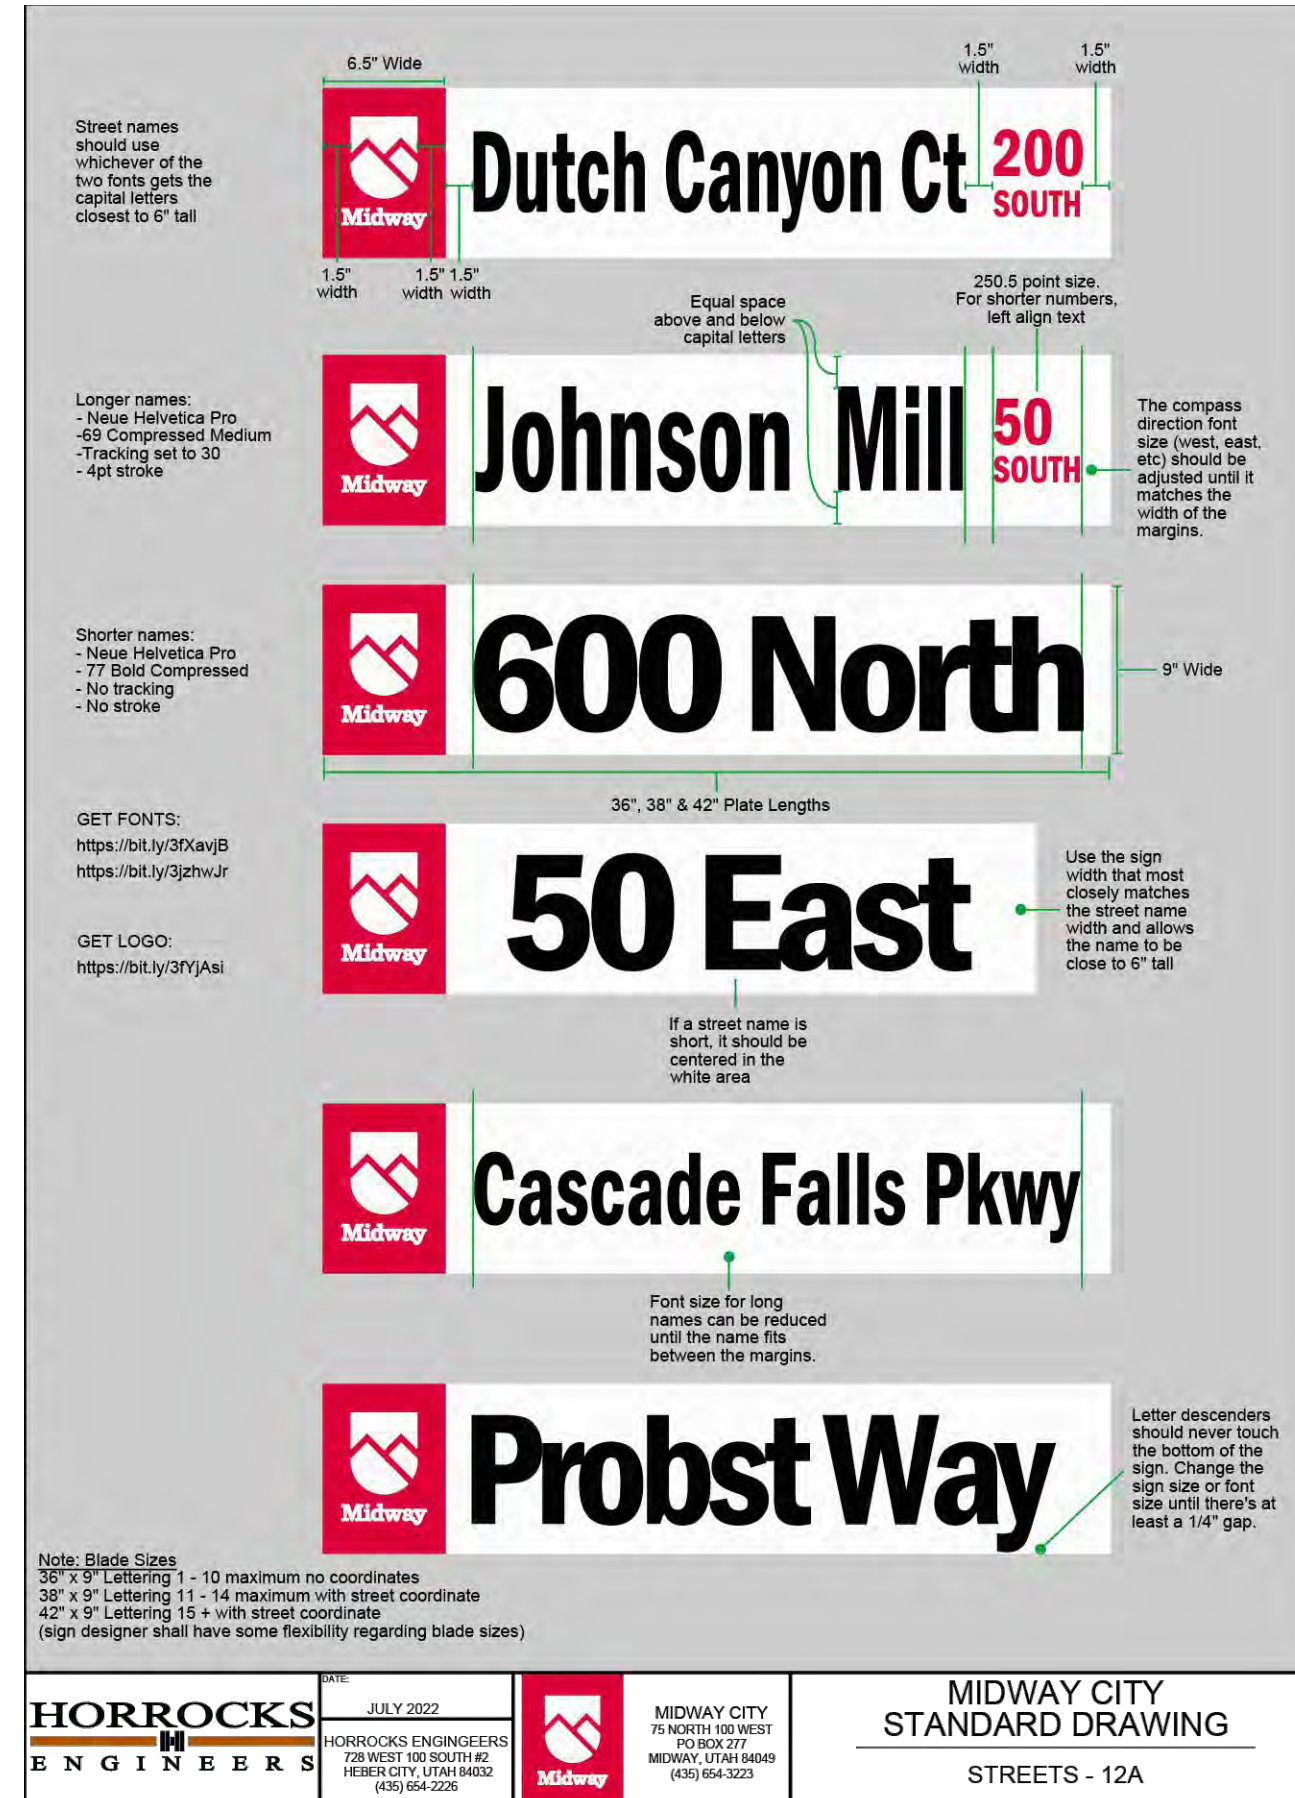 6.5" Wide
1.5"
width
1.5"
width
Street names
should use
whichever of the
two fonts gets the
capital letters
closest to 6" tall
Midway
Dutch Canyon Ct
200
SOUTH
1.5"
width
1.5"
width
1.5"
width
250.5 point size.
For shorter numbers,
left align text
Equal space
above and below
capital letters
Longer names:
- Neue Helvetica Pro
-69 Compressed Medium
-Tracking set to 30
- 4pt stroke
Midway
Johnson Mill
50
SOUTH
The compass
direction font
size (west, east,
etc) should be
adjusted until it
matches the
width of the
margins.
Shorter names:
- Neue Helvetica Pro
- 77 Bold Compressed
- No tracking
- No stroke
Midway
600 North
9" Wide
36", 38" & 42" Plate Lengths
GET FONTS:
https://bit.ly/3fXavjB
https://bit.ly/3jzhwJr
GET LOGO:
https://bit.ly/3fYjAsi
Midway
50 East
Use the sign
width that most
closely matches
the street name
width and allows
the name to be
close to 6" tall
If a street name is
short, it should be
centered in the
white area
Midway
Cascade Falls Pkwy
Font size for long
names can be reduced
until the name fits
between the margins.
Midway
Probst Way
Letter descenders
should never touch
the bottom of the
sign. Change the
sign size or font
size until there's at
least a 1/4" gap.
Note: Blade Sizes
36" x 9" Lettering 1 - 10 maximum no coordinates
38" x 9" Lettering 11 - 14 maximum with street coordinate
42" x 9" Lettering 15 + with street coordinate
(sign designer shall have some flexibility regarding blade sizes)
HORROCKS
H
ENGINEERS
DATE:
JULY 2022
HORROCKS ENGINGEERS
728 WEST 100 SOUTH #2
HEBER CITY, UTAH 84032
(435) 654-2226
Midway
MIDWAY CITY
75 NORTH 100 WEST
PO BOX 277
MIDWAY, UTAH 84049
(435) 654-3223
MIDWAY CITY
STANDARD DRAWING
STREETS - 12A